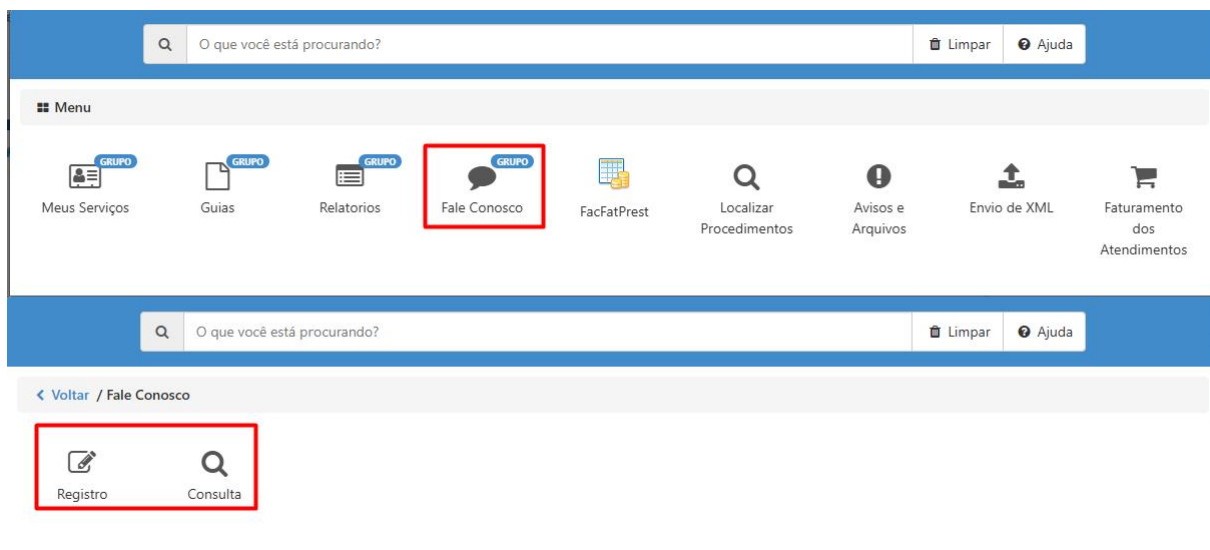 O que você está procurando? Limpar Ajuda
Menu
GRUPO GRUPO GRUPO GRUPO
Meus Serviços Guias Relatorios Fale Conosco FacFatPrest Localizar Avisos e Envio de XML Faturamento
Procedimentos Arquivos dos
Atendimentos
O que você está procurando? Limpar Ajuda
Voltar / Fale Conosco
Registro Consulta